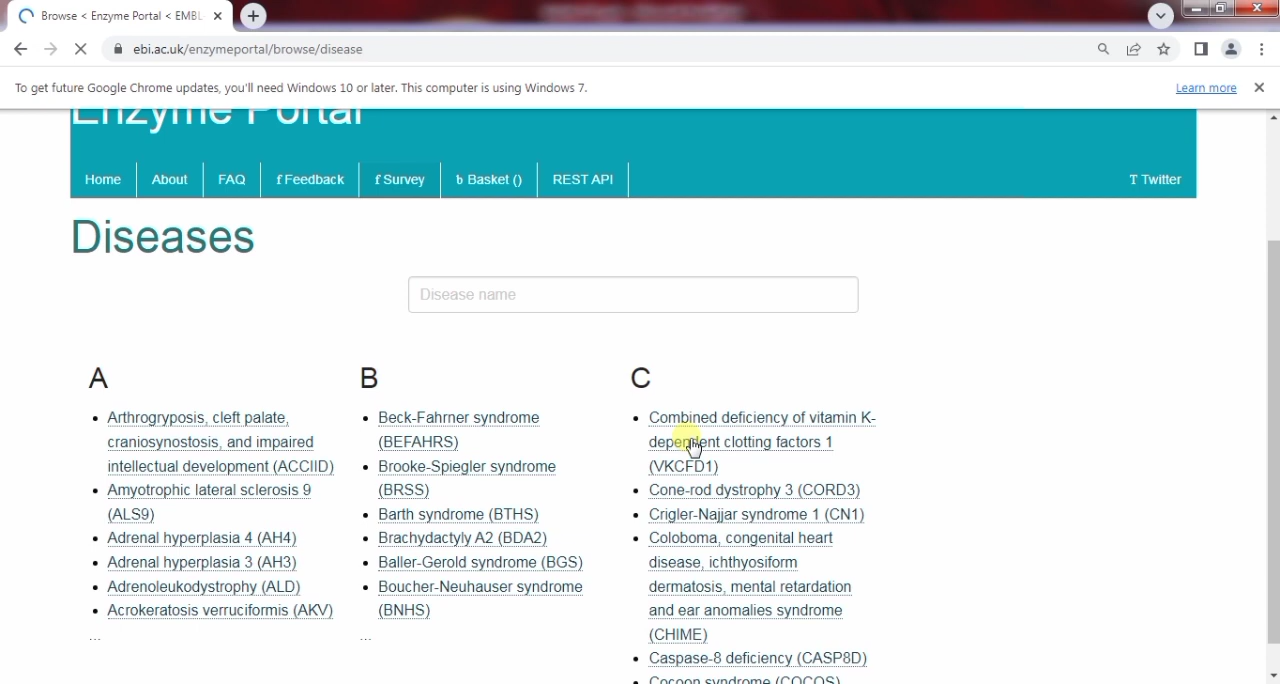 Browse < Enzyme Portal < EMBL-
ebi.ac.uk/enzymeportal/browse/disease
To get future Google Chrome updates, you'll need Windows 10 or later. This computer is using Windows 7.
Learn more
Enzyme Portal
Home
About
FAQ
f Feedback
f Survey
b Basket ()
REST API
T Twitter
Diseases
Disease name
A
Arthrogryposis, cleft palate,
craniosynostosis, and impaired
intellectual development (ACCIID)
Amyotrophic lateral sclerosis 9
(ALS9)
Adrenal hyperplasia 4 (AH4)
Adrenal hyperplasia 3 (AH3)
Adrenoleukodystrophy (ALD)
Acrokeratosis verruciformis (AKV)
...
B
Beck-Fahrner syndrome
(BEFAHRS)
Brooke-Spiegler syndrome
(BRSS)
Barth syndrome (BTHS)
Brachydactyly A2 (BDA2)
Baller-Gerold syndrome (BGS)
Boucher-Neuhauser syndrome
(BNHS)
...
C
Combined deficiency of vitamin K-
dependent clotting factors 1
(VKCFD1)
Cone-rod dystrophy 3 (CORD3)
Crigler-Najjar syndrome 1 (CN1)
Coloboma, congenital heart
disease, ichthyosiform
dermatosis, mental retardation
and ear anomalies syndrome
(CHIME)
Caspase-8 deficiency (CASP8D)
Cocoon syndrome (COCOS)